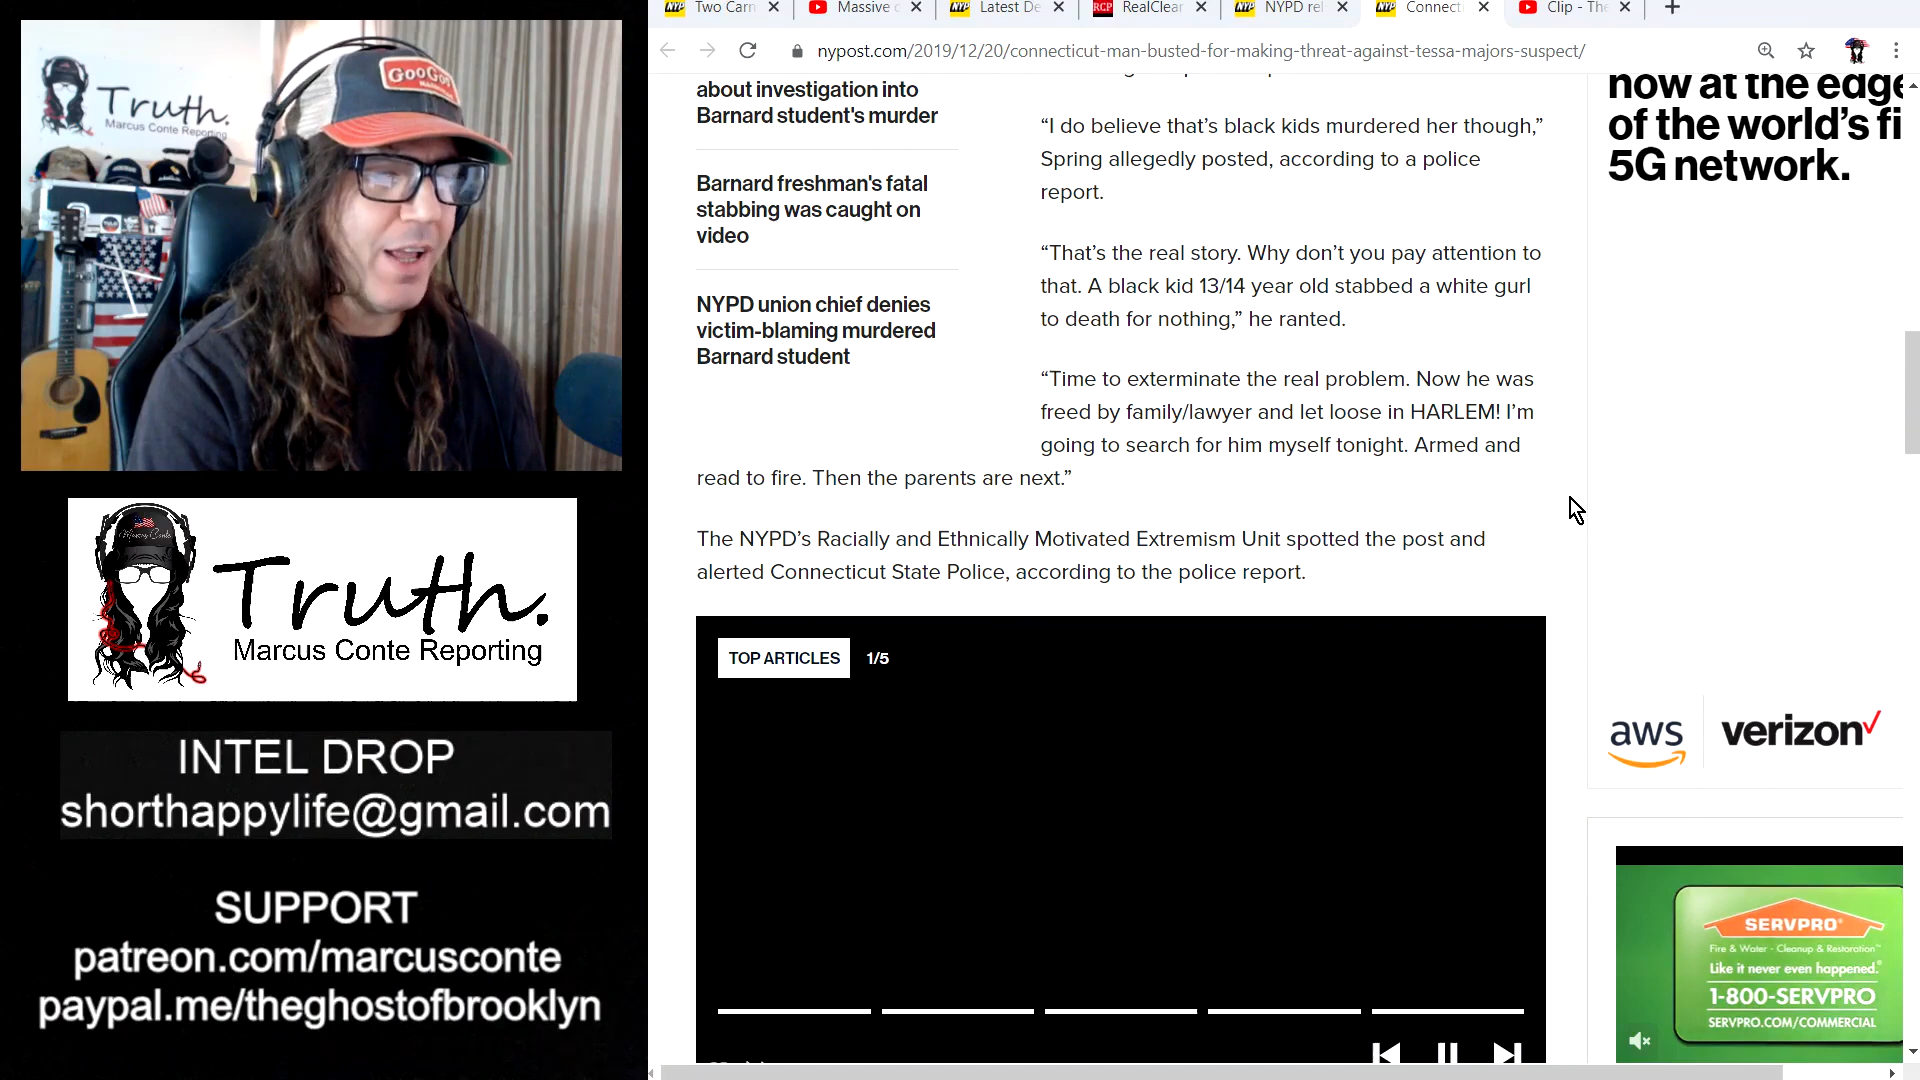 Two Carn
Massive
Latest De
RCP
RealClear
NYP
NYPD rel
Connecti
Clip - The
nypost.com/2019/12/20/connecticut-man-busted-for-making-threat-against-tessa-majors-suspect/
Truth.
Marcus Conte Reporting
about investigation into
Barnard student's murder
Barnard freshman's fatal
stabbing was caught on
video
NYPD union chief denies
victim-blaming murdered
Barnard student
“I do believe that’s black kids murdered her though,”
Spring allegedly posted, according to a police
report.
“That’s the real story. Why don’t you pay attention to
that. A black kid 13/14 year old stabbed a white gurl
to death for nothing,” he ranted.
“Time to exterminate the real problem. Now he was
freed by family/lawyer and let loose in HARLEM! I’m
going to search for him myself tonight. Armed and
read to fire. Then the parents are next.”
The NYPD’s Racially and Ethnically Motivated Extremism Unit spotted the post and
alerted Connecticut State Police, according to the police report.
TOP ARTICLES 1/5
now at the edge
of the world’s fi
5G network.
aws verizon
SERVPRO
Fire & Water - Cleanup & Restoration™
Like it never even happened.®
1-800-SERVPRO
SERVPRO.COM/COMMERCIAL
Truth.
Marcus Conte Reporting
INTEL DROP
shorthappylife@gmail.com
SUPPORT
patreon.com/marcusconte
paypal.me/theghostofbrooklyn